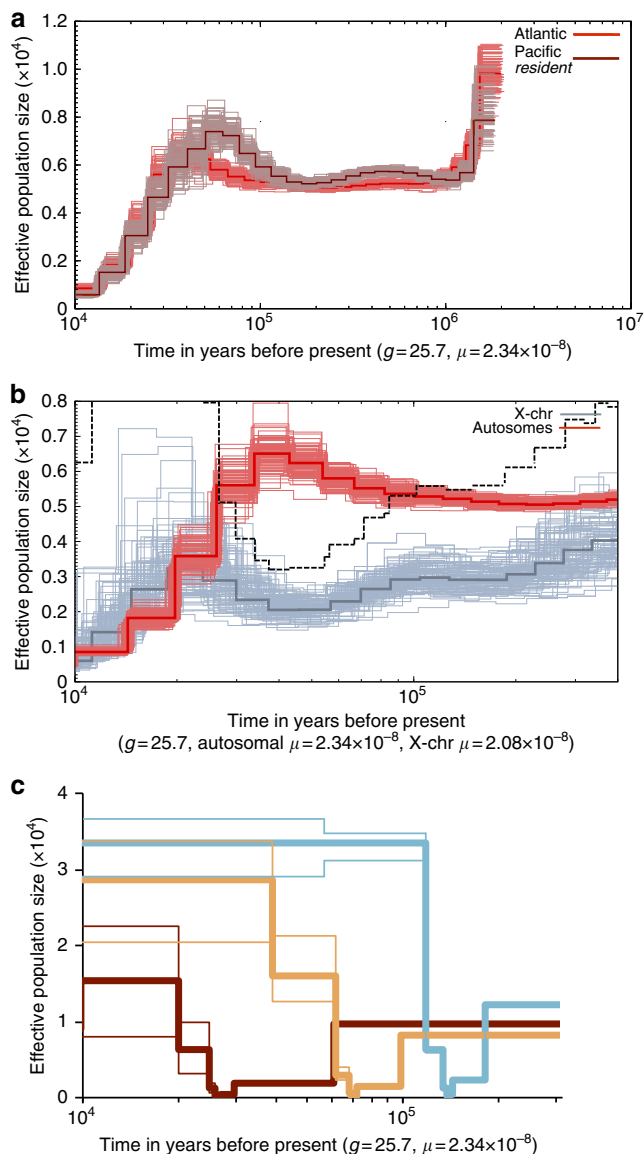 a
Effective population size (×10⁴)
1.2
1.0
0.8
0.6
0.4
0.2
0
Atlantic
Pacific
resident
10⁴
10⁵
10⁶
10⁷
Time in years before present (g=25.7, μ=2.34×10⁻⁸)
b
Effective population size (×10⁴)
0.8
0.7
0.6
0.5
0.4
0.3
0.2
0.1
0
X-chr
Autosomes
10⁴
10⁵
Time in years before present
(g=25.7, autosomal μ=2.34×10⁻⁸, X-chr μ=2.08×10⁻⁸)
c
Effective population size (×10⁴)
4
3
2
1
0
10⁴
10⁵
Time in years before present (g=25.7, μ=2.34×10⁻⁸)